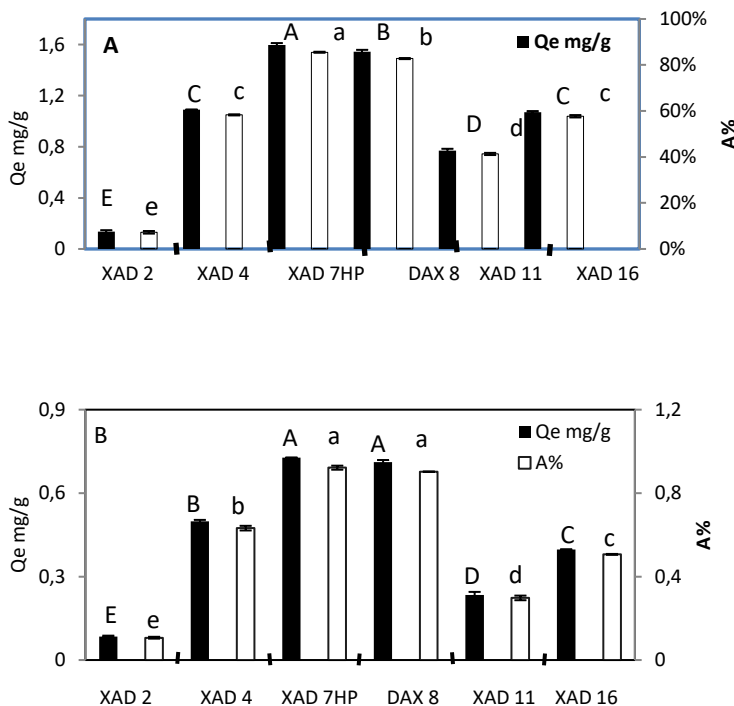 A
Qe mg/g
1,6
1,2
0,8
0,4
0
Qe mg/g
100%
80%
60%
40%
20%
0%
A%
E e C c A a B b D d C c
XAD 2 XAD 4 XAD 7HP DAX 8 XAD 11 XAD 16
B
Qe mg/g
A%
0,9
0,6
0,3
0
Qe mg/g
1,2
0,8
0,4
0
A%
E e B b A a A a D d C c
XAD 2 XAD 4 XAD 7HP DAX 8 XAD 11 XAD 16